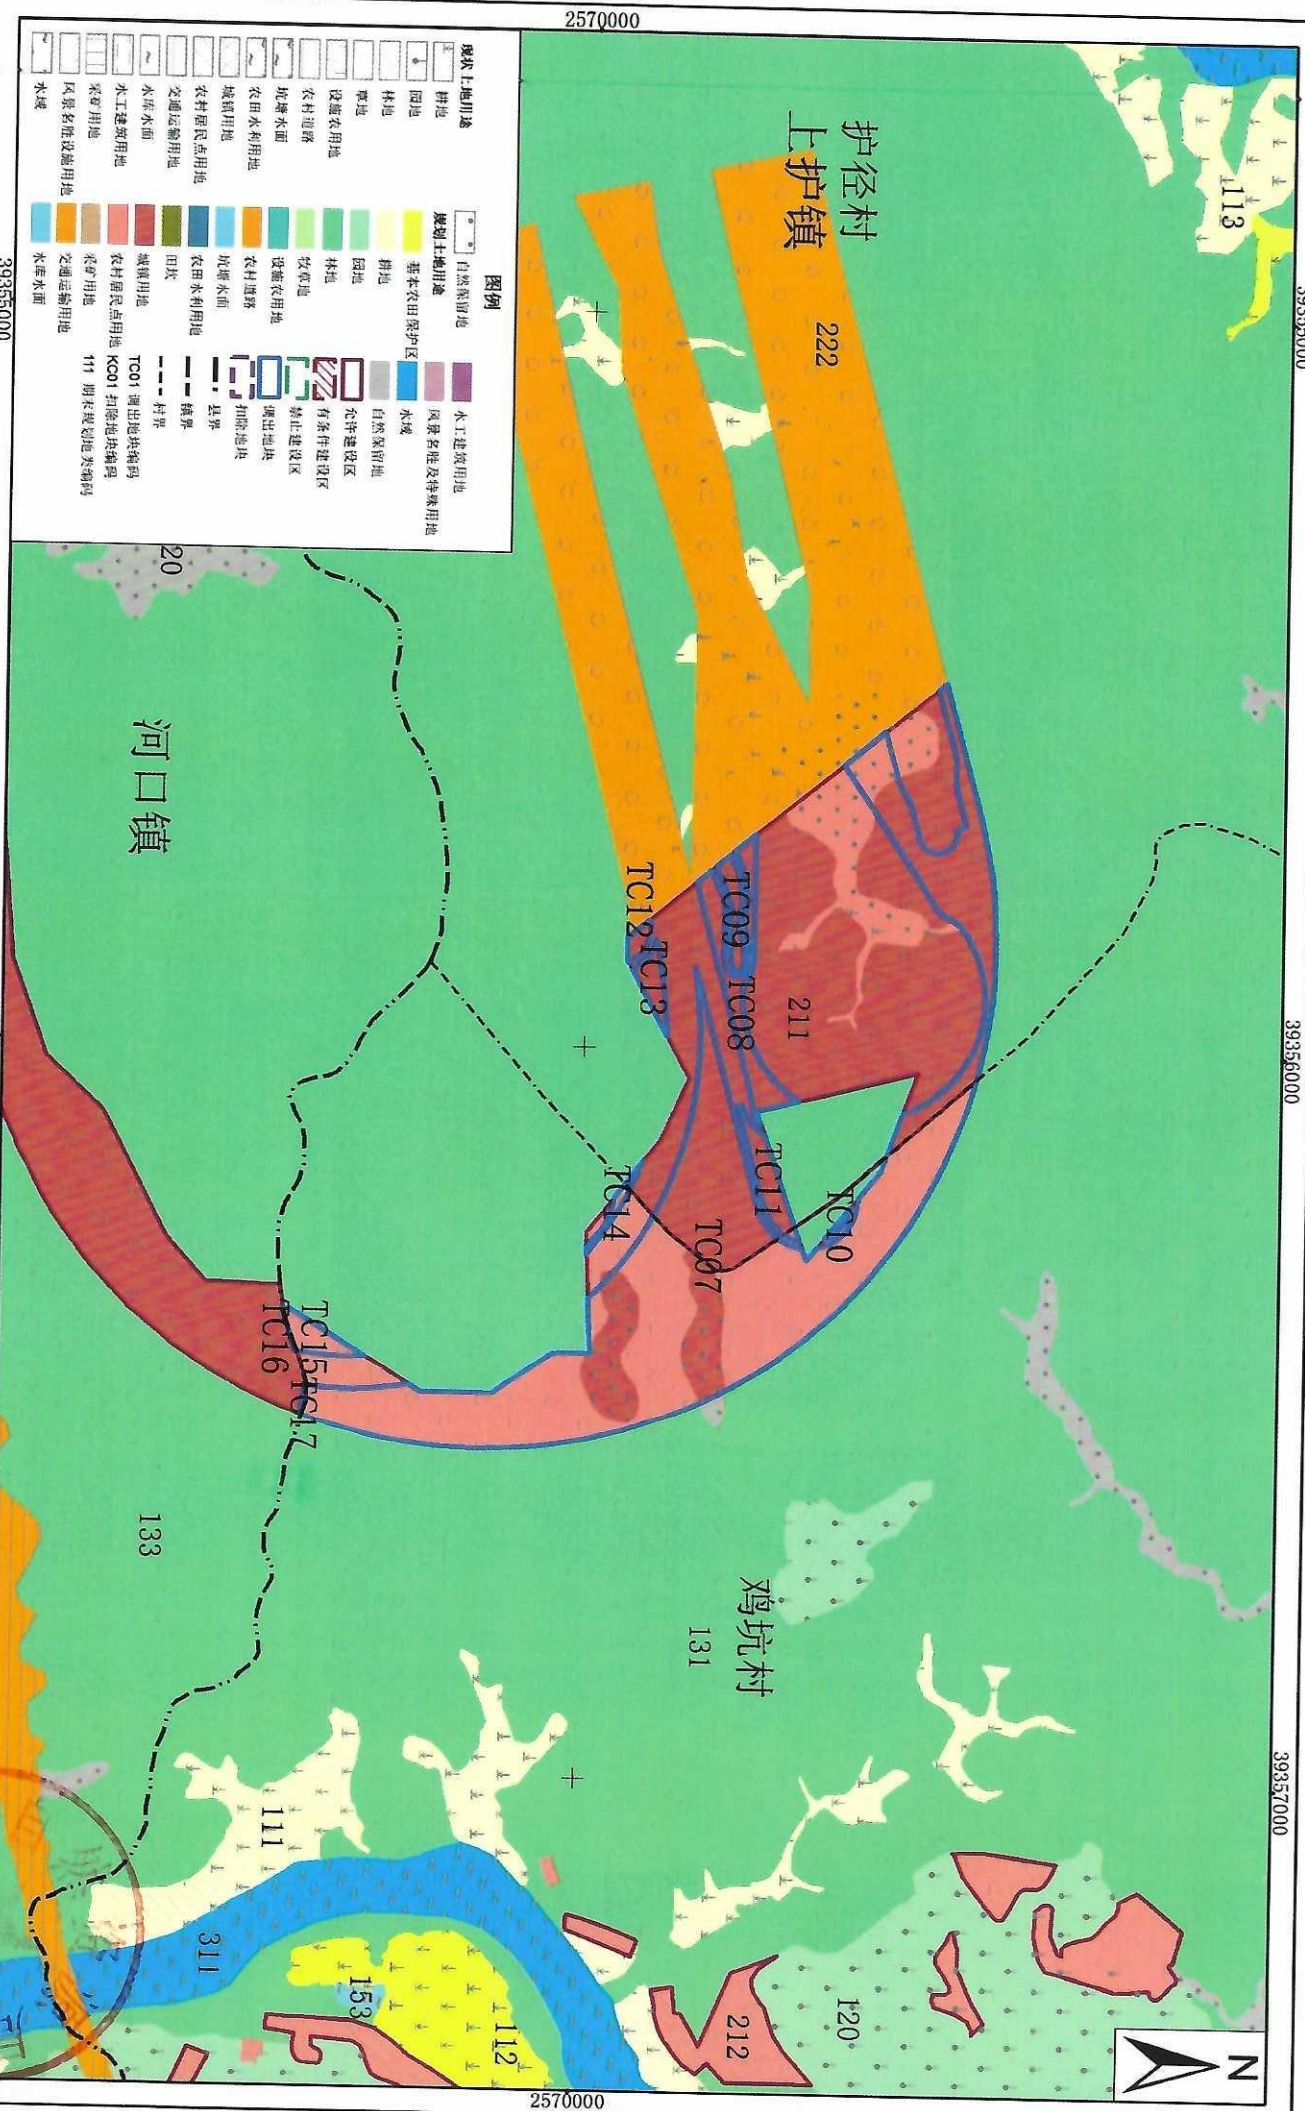 2570000
39355000
39356000
39357000
113
护径村
上护镇
222
211
TC12
TC13
TC09
TC08
TC11
TC10
TC14
TC07
TC15
TC16
TC17
河口镇
20
133
鸡坑村
131
111
311
153
112
212
120
N
39355000
2570000
图例
现状土地用途
耕地
园地
林地
草地
设施农用地
农村道路
坑塘水面
农田水利用地
城镇用地
农村居民点用地
交通运输用地
水库水面
水工建筑用地
采矿用地
风景名胜设施用地
水域
自然保留地
规划土地用途
基本农田保护区
耕地
园地
林地
牧草地
设施农用地
农村道路
坑塘水面
农田水利用地
田坎
城镇用地
农村居民点用地
采矿用地
交通运输用地
水库水面
水工建筑用地
风景名胜及特殊用地
水域
自然保留地
允许建设区
有条件建设区
禁止建设区
调出地块
扣除地块
县界
镇界
村界
TC01 调出地块编码
KC01 扣除地块编码
111 期末规划地类编码